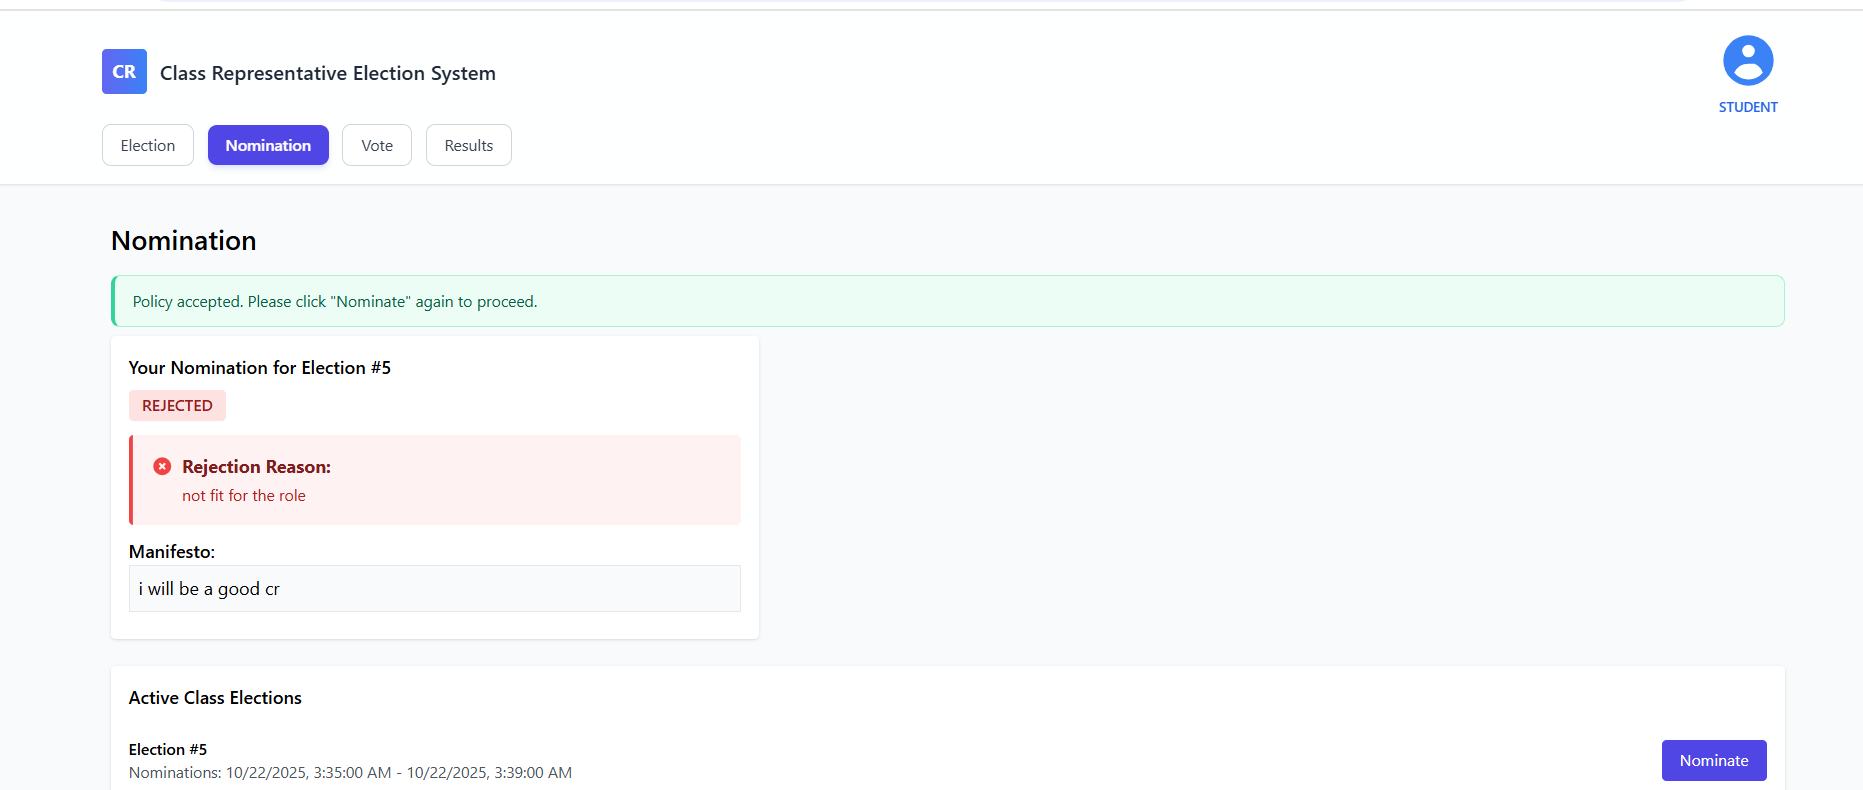 CR
Class Representative Election System
STUDENT
Election
Nomination
Vote
Results
Nomination
Policy accepted. Please click "Nominate" again to proceed.
Your Nomination for Election #5
REJECTED
Rejection Reason:
not fit for the role
Manifesto:
i will be a good cr
Active Class Elections
Election #5
Nominations: 10/22/2025, 3:35:00 AM - 10/22/2025, 3:39:00 AM
Nominate